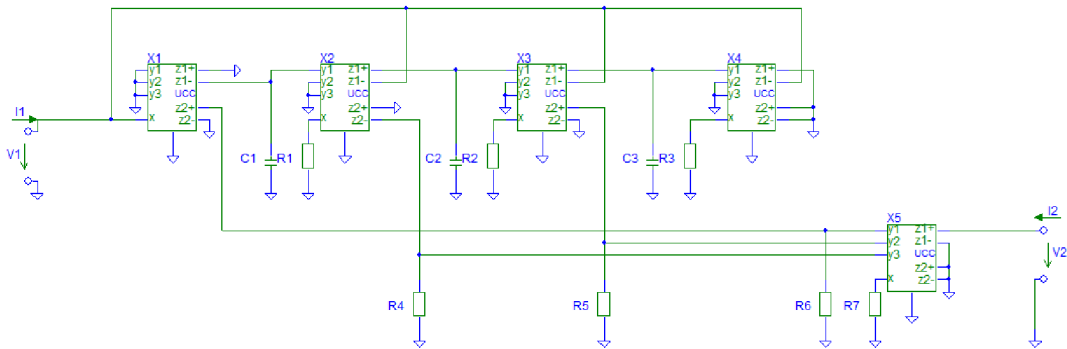 X1
y1 z1+
y2 z1-
y3 UCC
z2+
x z2-
X2
y1 z1+
y2 z1-
y3 UCC
z2+
x z2-
X3
y1 z1+
y2 z1-
y3 UCC
z2+
x z2-
X4
y1 z1+
y2 z1-
y3 UCC
z2+
x z2-
I1
V1
C1 R1
C2 R2
C3 R3
X5
y1 z1+
y2 z1-
y3 UCC
z2+
x z2-
I2
V2
R4
R5
R6
R7